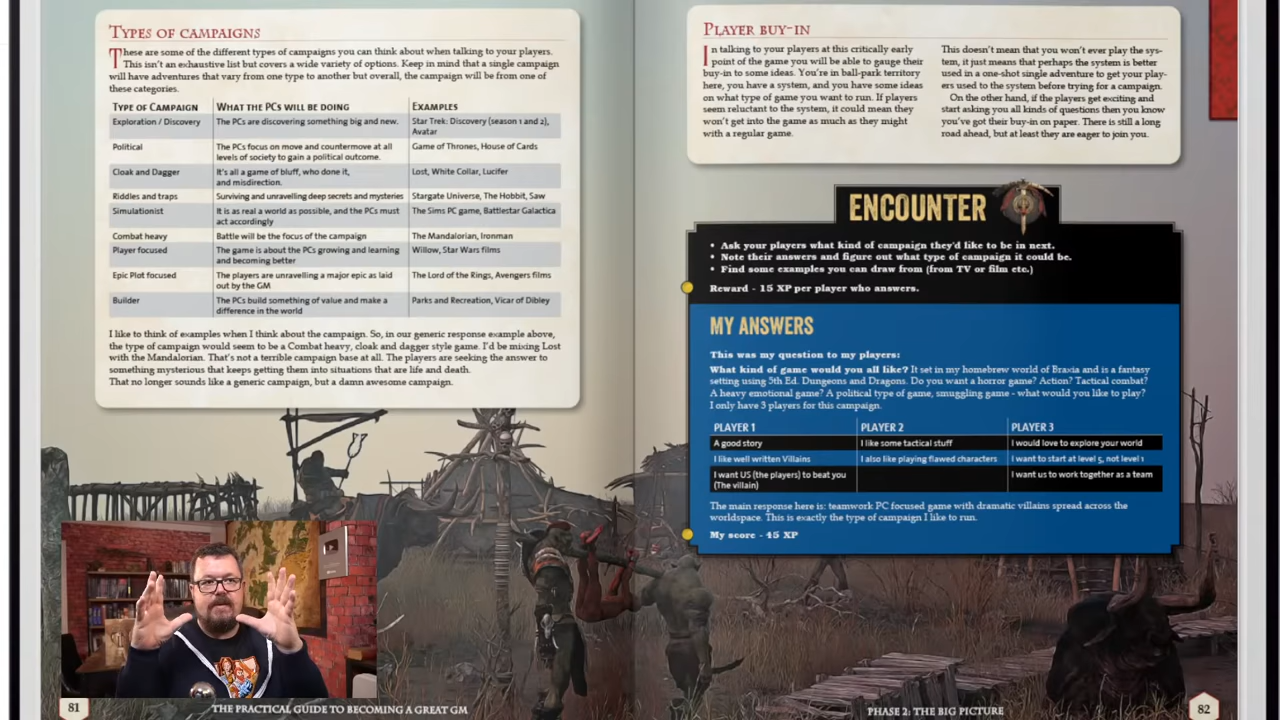 TYPES OF CAMPAIGNS
These are some of the different types of campaigns you can think about when talking to your players.
This isn't an exhaustive list but covers a wide variety of options. Keep in mind that a single campaign
will have adventures that vary from one type to another but overall, the campaign will be from one of
these categories.
TYPE OF CAMPAIGN WHAT THE PCS WILL BE DOING EXAMPLES
Exploration / Discovery The PCs are discovering something big and new. Star Trek: Discovery (season 1 and 2),
Avatar
Political The PCs focus on move and countermove at all Game of Thrones, House of Cards
levels of society to gain a political outcome.
Cloak and Dagger It's all a game of bluff, who done it, Lost, White Collar, Lucifer
and misdirection.
Riddles and traps Surviving and unravelling deep secrets and mysteries Stargate Universe, The Hobbit, Saw
Simulationist It is as real a world as possible, and the PCs must The Sims PC game, Battlestar Galactica
act accordingly
Combat heavy Battle will be the focus of the campaign The Mandalorian, Ironman
Player focused The game is about the PCs growing and learning Willow, Star Wars films
and becoming better
Epic Plot focused The players are unravelling a major epic as laid The Lord of the Rings, Avengers films
out by the GM
Builder The PCs build something of value and make a Parks and Recreation, Vicar of Dibley
difference in the world
I like to think of examples when I think about the campaign. So, in our generic response example above,
the type of campaign would seem to be a Combat heavy, cloak and dagger style game. I'd be mixing Lost
with the Mandalorian. That's not a terrible campaign base at all. The players are seeking the answer to
something mysterious that keeps getting them into situations that are life and death.
That no longer sounds like a generic campaign, but a damn awesome campaign.
81
THE PRACTICAL GUIDE TO BECOMING A GREAT GM
PLAYER BUY-IN
In talking to your players at this critically early
point of the game you will be able to gauge their
buy-in to some ideas. You're in ball-park territory
here, you have a system, and you have some ideas
on what type of game you want to run. If players
seem reluctant to the system, it could mean they
won't get into the game as much as they might
with a regular game.
This doesn't mean that you won't ever play the sys-
tem, it just means that perhaps the system is better
used in a one-shot single adventure to get your play-
ers used to the system before trying for a campaign.
On the other hand, if the players get exciting and
start asking you all kinds of questions then you know
you've got their buy-in on paper. There is still a long
road ahead, but at least they are eager to join you.
ENCOUNTER
• Ask your players what kind of campaign they'd like to be in next.
• Note their answers and figure out what type of campaign it could be.
• Find some examples you can draw from (from TV or film etc.)
Reward - 15 XP per player who answers.
MY ANSWERS
This was my question to my players:
What kind of game would you all like? It set in my homebrew world of Braxia and is a fantasy
setting using 5th Ed. Dungeons and Dragons. Do you want a horror game? Action? Tactical combat?
A heavy emotional game? A political type of game, smuggling game - what would you like to play?
I only have 3 players for this campaign.
PLAYER 1 PLAYER 2 PLAYER 3
A good story I like some tactical stuff I would love to explore your world
I like well written Villains I also like playing flawed characters I want to start at level 5, not level 1
I want US (the players) to beat you I want us to work together as a team
(The villain)
The main response here is: teamwork PC focused game with dramatic villains spread across the
worldspace. This is exactly the type of campaign I like to run.
My score - 45 XP
PHASE 2: THE BIG PICTURE
82